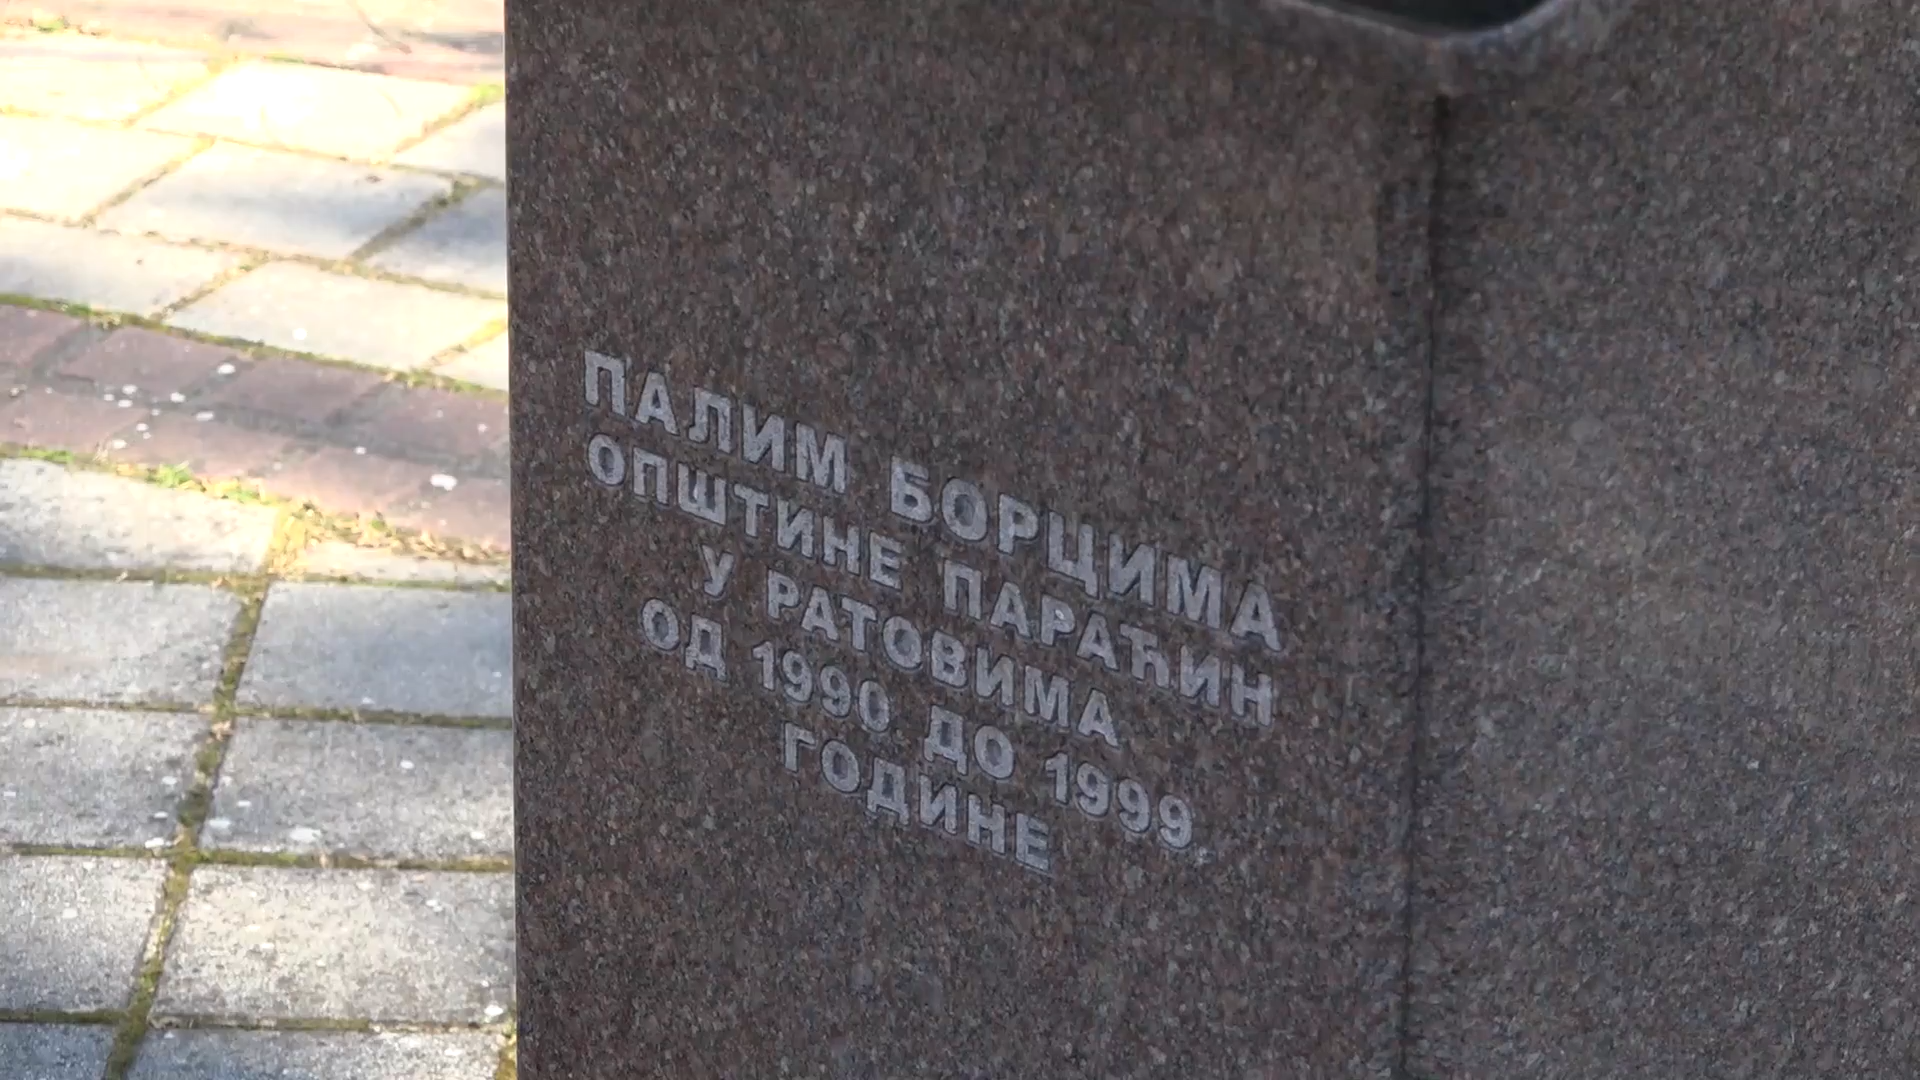 ПАЛИМ БОРЦИМА
ОПШТИНЕ ПАРАЋИН
У РАТОВИМА
ОД 1990 ДО 1999.
ГОДИНЕ